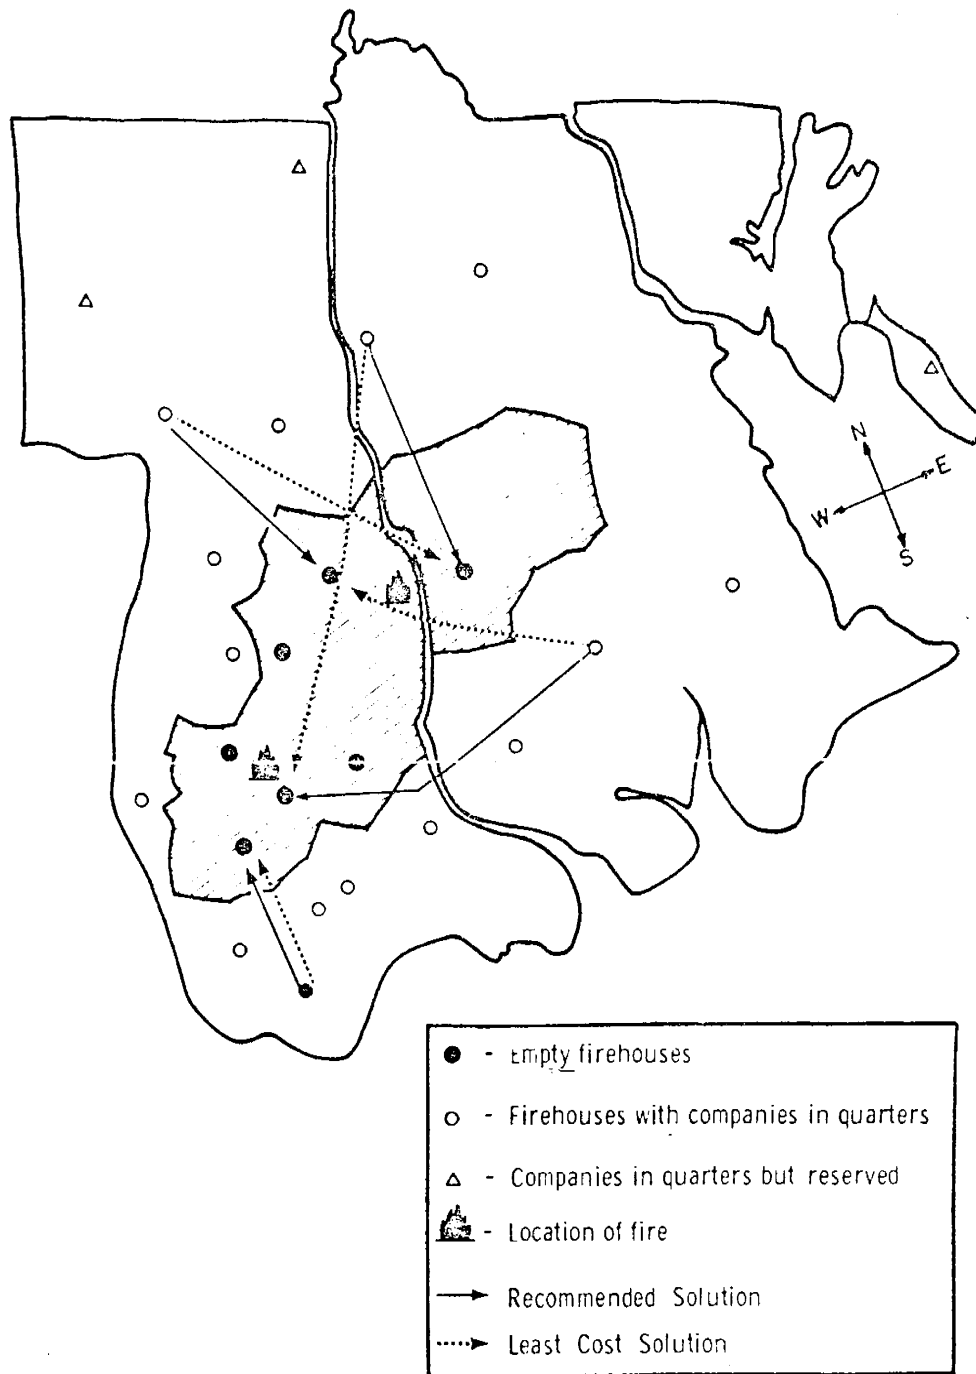 N
E
W
S
- Empty firehouses
- Firehouses with companies in quarters
- Companies in quarters but reserved
- Location of fire
Recommended Solution
Least Cost Solution